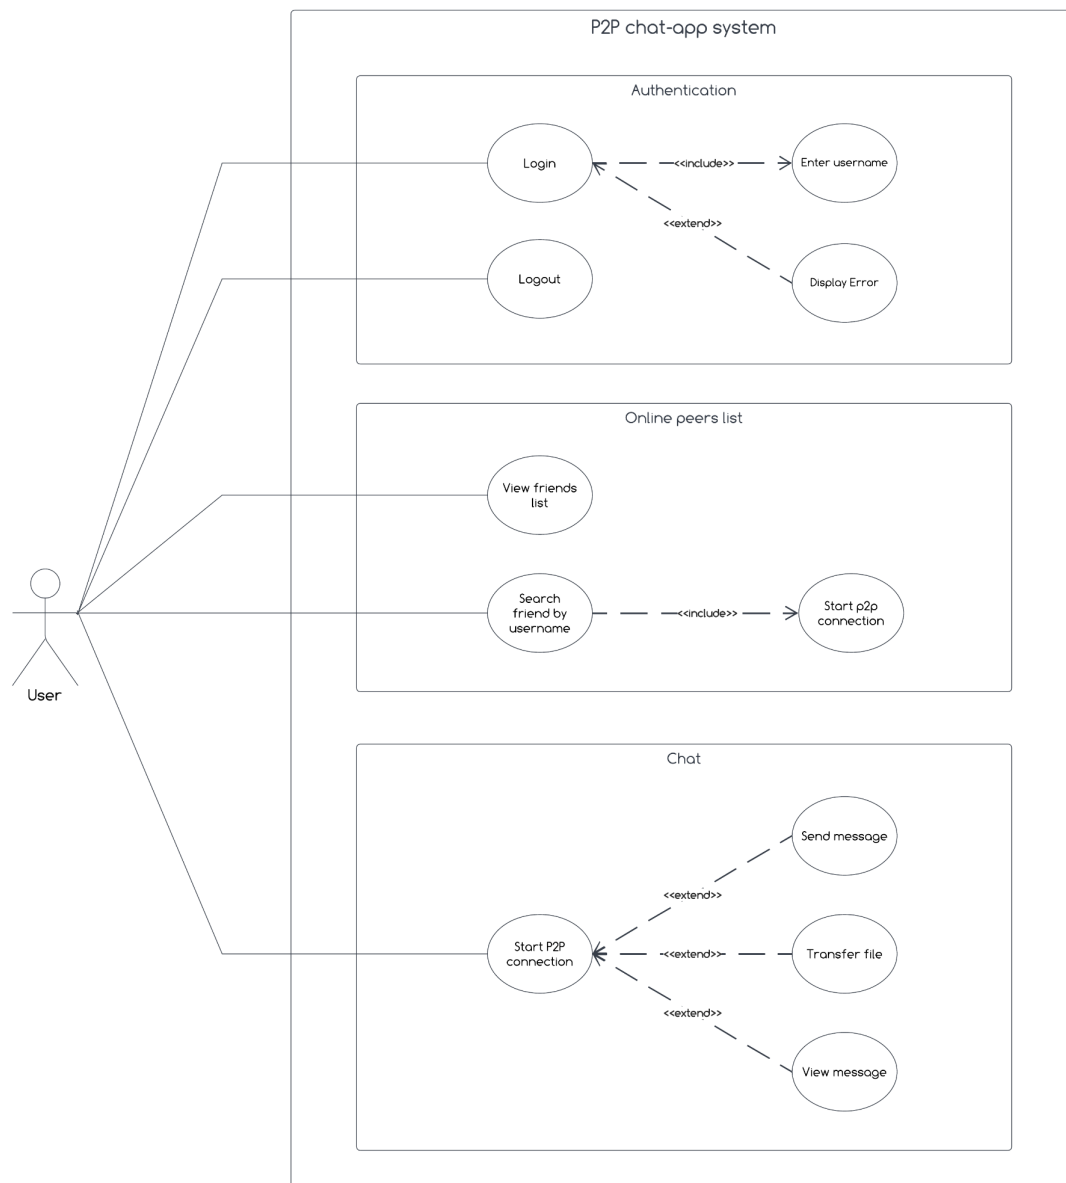 P2P chat-app system
Authentication
Login
<<include>>
Enter username
<<extend>>
Logout
Display Error
Online peers list
View friends
list
Search
friend by
username
<<include>>
Start p2p
connection
User
Chat
Send message
<<extend>>
Start P2P
connection
<<extend>>
Transfer file
<<extend>>
View message